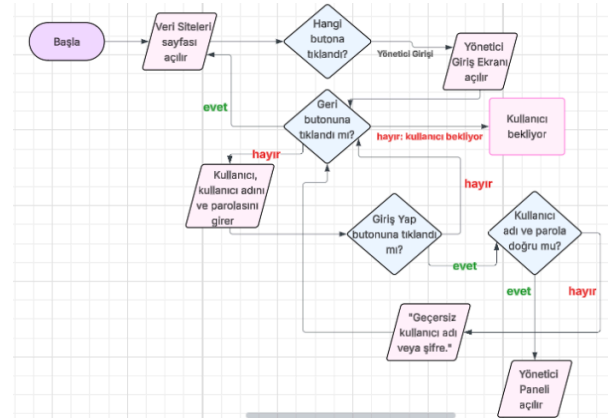 Başla
Veri Siteleri
sayfası
açılır
Hangi
butona
tıklandı?
Yönetici Girişi
Yönetici
Giriş Ekranı
açılır
evet
Geri
butonuna
tıklandı mı?
hayır: kullanıcı bekliyor
Kullanıcı
bekliyor
hayır
Kullanıcı,
kullanıcı adını
ve parolasını
girer
hayır
Giriş Yap
butonuna tıklandı
mı?
evet
Kullanıcı
adı ve parola
doğru mu?
evet
hayır
"Geçersiz
kullanıcı adı
veya şifre."
Yönetici
Paneli
açılır